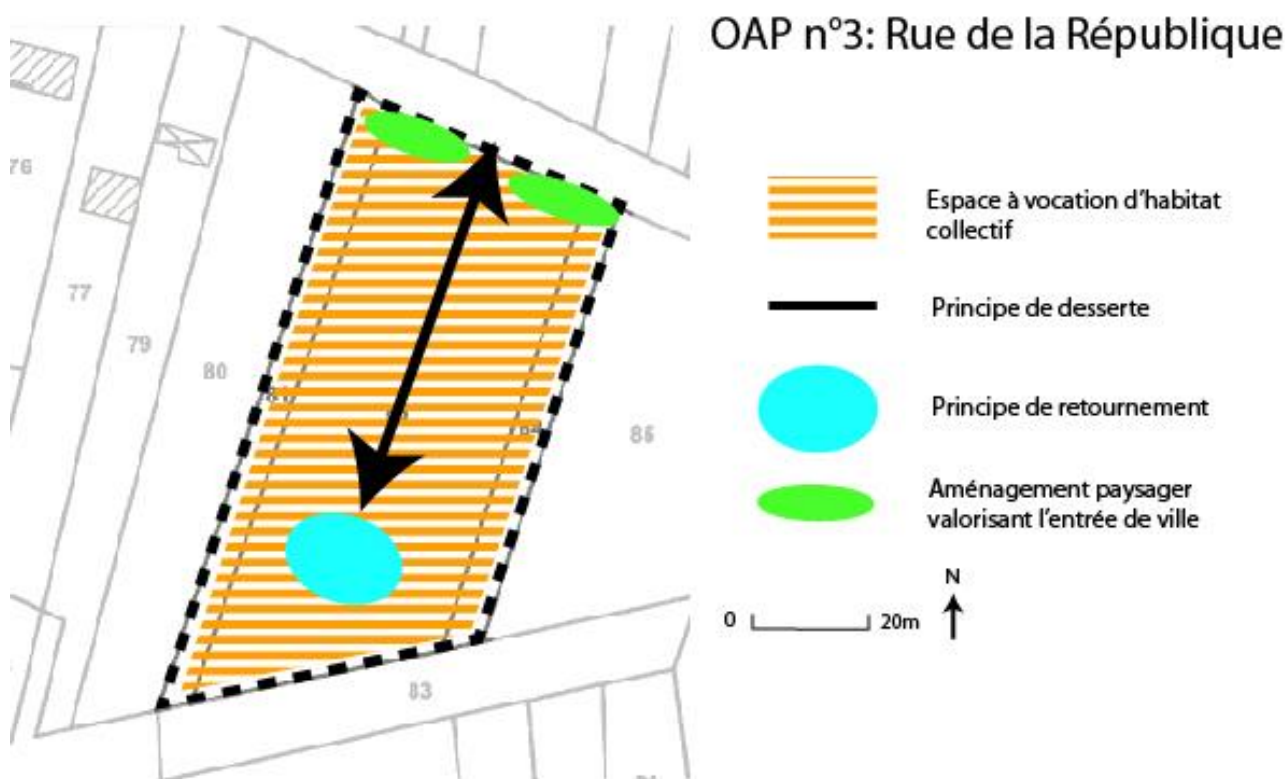 OAP n°3: Rue de la République
Espace à vocation d'habitat
collectif
Principe de desserte
Principe de retournement
Aménagement paysager
valorisant l'entrée de ville
N
0 20m
76
77
79
80
85
83